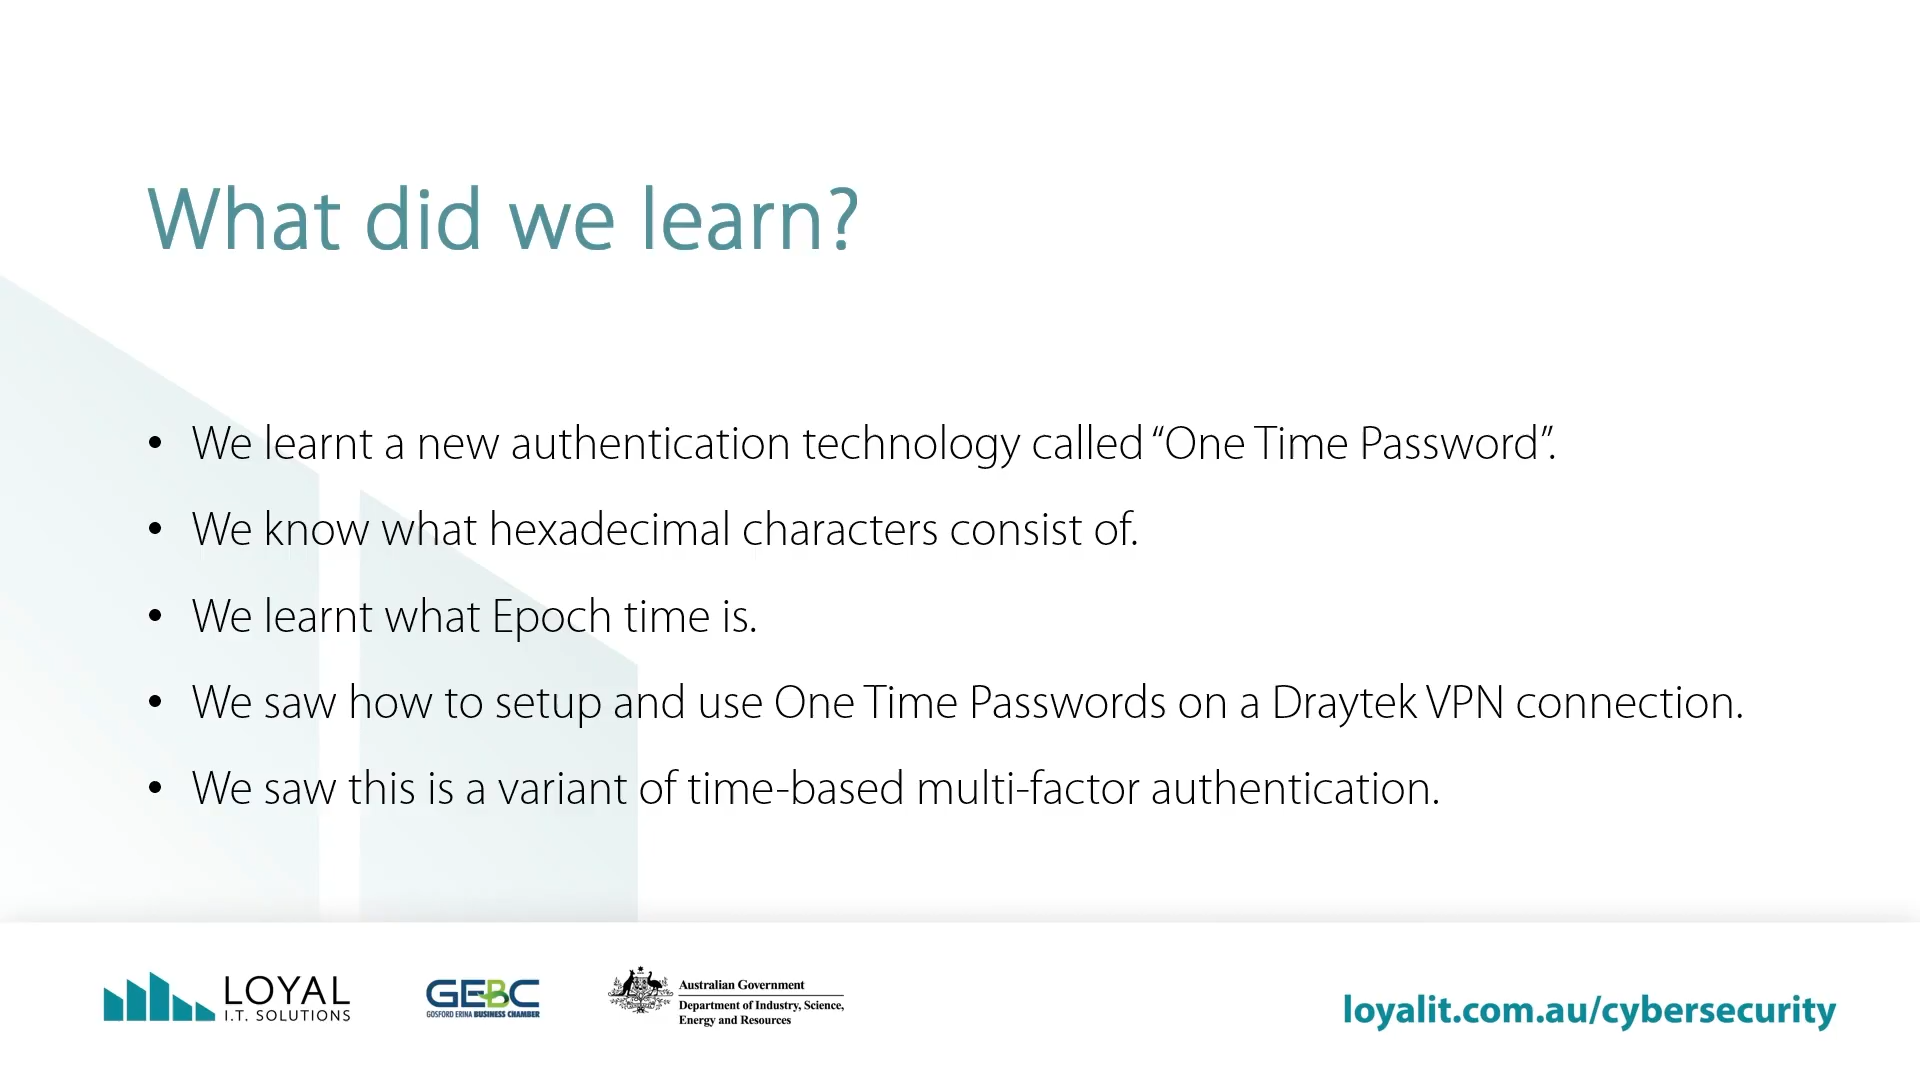 What did we learn?
• We learnt a new authentication technology called “One Time Password”.
• We know what hexadecimal characters consist of.
• We learnt what Epoch time is.
• We saw how to setup and use One Time Passwords on a Draytek VPN connection.
• We saw this is a variant of time-based multi-factor authentication.
LOYAL
I.T. SOLUTIONS
GEBC
GOSFORD ERINA BUSINESS CHAMBER
Australian Government
Department of Industry, Science,
Energy and Resources
loyalit.com.au/cybersecurity